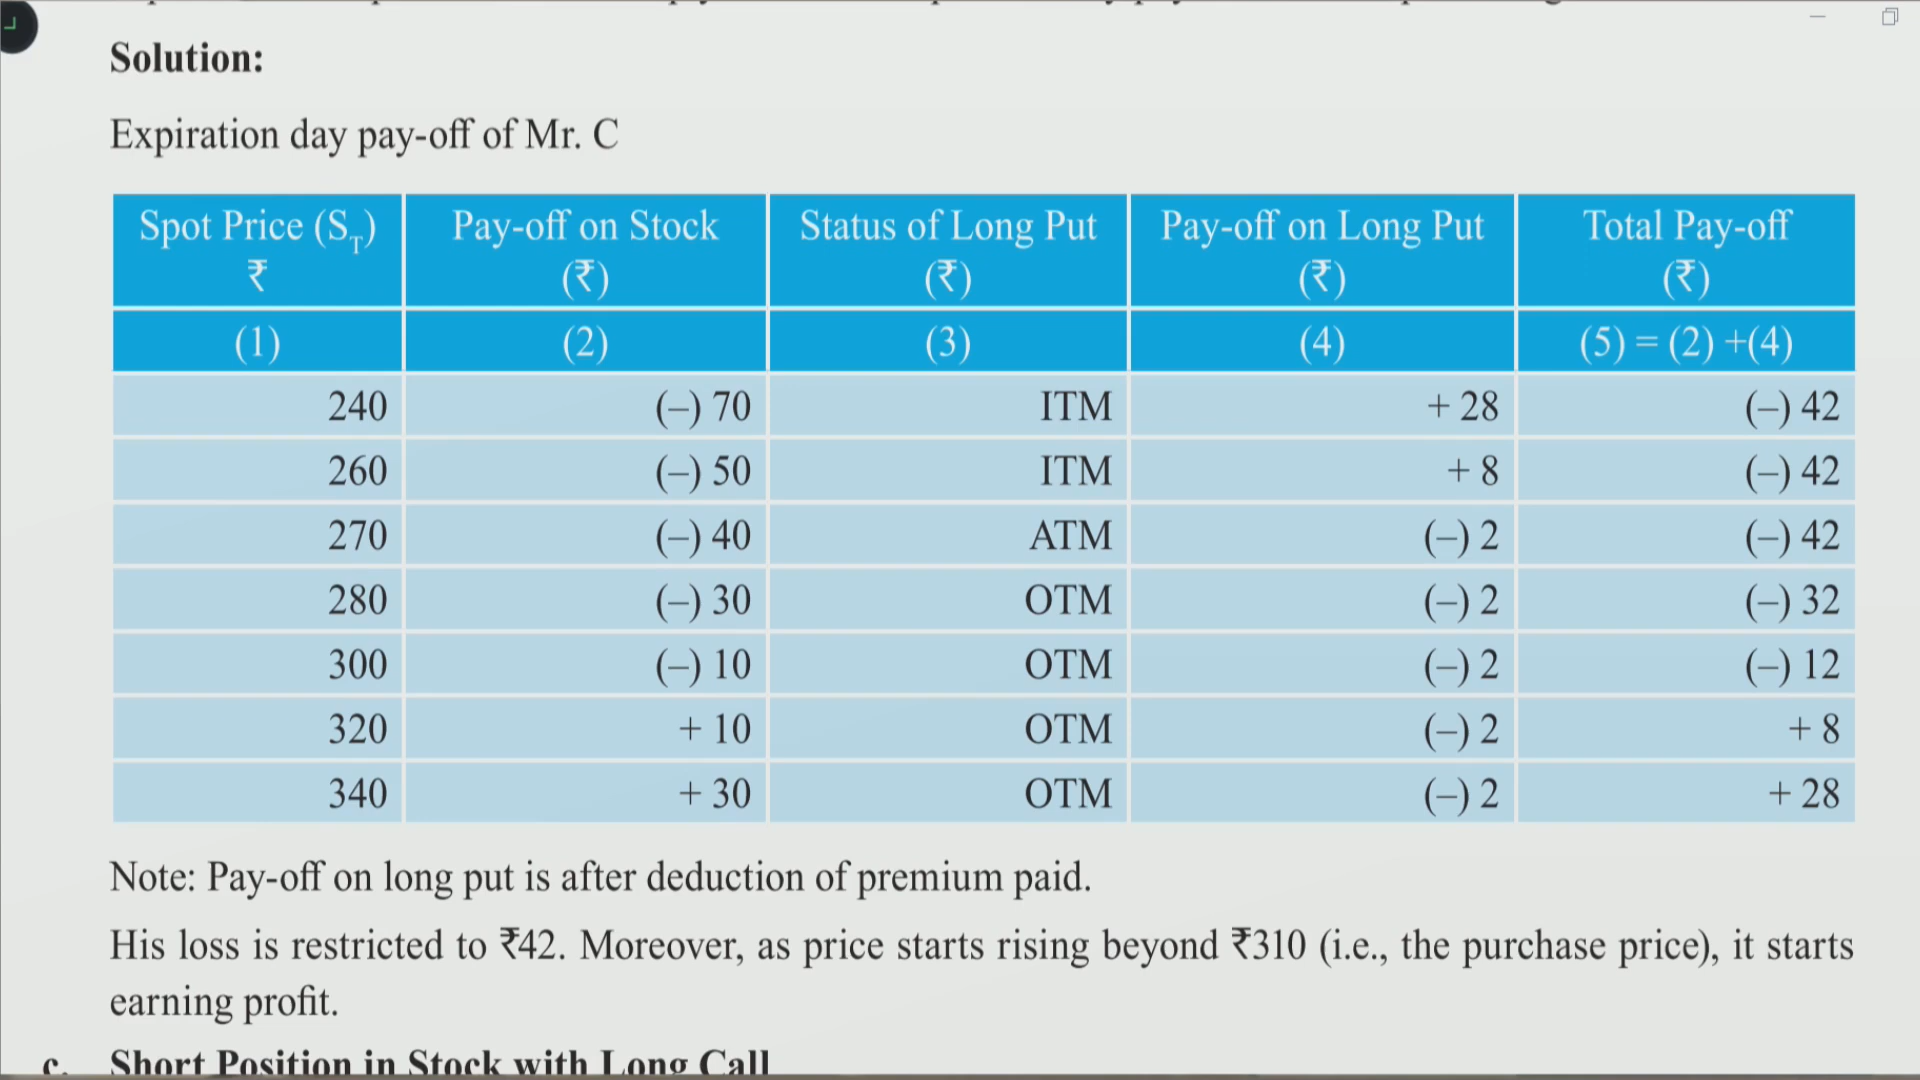 Solution:
Expiration day pay-off of Mr. C
Spot Price (S_T) ₹ | Pay-off on Stock (₹) | Status of Long Put (₹) | Pay-off on Long Put (₹) | Total Pay-off (₹)
(1) | (2) | (3) | (4) | (5) = (2) +(4)
240 | (–) 70 | ITM | + 28 | (–) 42
260 | (–) 50 | ITM | + 8 | (–) 42
270 | (–) 40 | ATM | (–) 2 | (–) 42
280 | (–) 30 | OTM | (–) 2 | (–) 32
300 | (–) 10 | OTM | (–) 2 | (–) 12
320 | + 10 | OTM | (–) 2 | + 8
340 | + 30 | OTM | (–) 2 | + 28
Note: Pay-off on long put is after deduction of premium paid.
His loss is restricted to ₹42. Moreover, as price starts rising beyond ₹310 (i.e., the purchase price), it starts
earning profit.
c. Short Position in Stock with Long Call